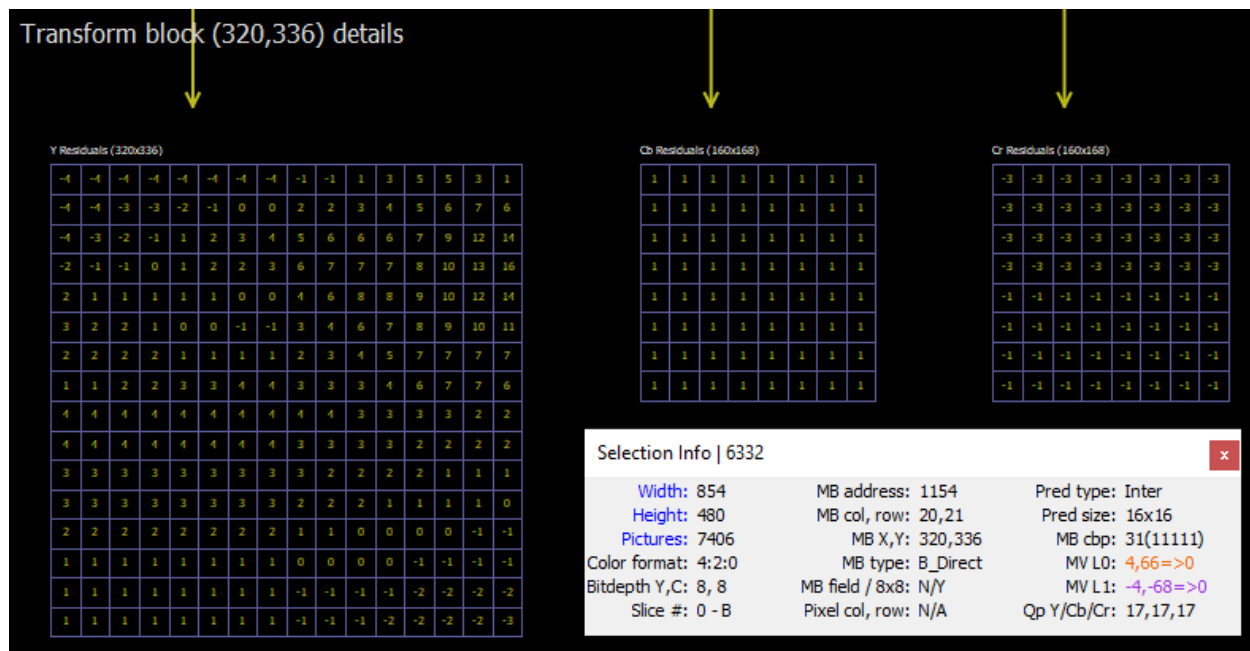 Transform block (320,336) details
Y Residuals (320x336)
-4 -4 -4 -4 -4 -4 -4 -4 -1 -1 1 3 5 5 3 1
-4 -4 -3 -3 -2 -1 0 0 2 2 3 4 5 6 7 6
-4 -3 -2 -1 1 2 3 4 5 6 6 6 7 9 12 14
-2 -1 -1 0 1 2 2 3 6 7 7 7 8 10 13 16
2 1 1 1 1 1 0 0 4 6 8 8 9 10 12 14
3 2 2 1 0 0 -1 -1 3 4 6 7 8 9 10 11
2 2 2 2 1 1 1 1 2 3 4 5 7 7 7 7
1 1 2 2 3 3 4 4 3 3 3 4 6 7 7 6
4 4 4 4 4 4 4 4 4 4 3 3 3 3 2 2
4 4 4 4 4 4 4 4 3 3 3 3 2 2 2 2
3 3 3 3 3 3 3 3 3 2 2 2 2 1 1 1
3 3 3 3 3 3 3 3 2 2 2 1 1 1 1 0
2 2 2 2 2 2 2 2 1 1 0 0 0 0 -1 -1
1 1 1 1 1 1 1 1 0 0 0 0 -1 -1 -1 -1
1 1 1 1 1 1 1 1 -1 -1 -1 -1 -2 -2 -2 -2
1 1 1 1 1 1 1 1 -1 -1 -1 -2 -2 -2 -2 -3
Cb Residuals (160x168)
1 1 1 1 1 1 1 1
1 1 1 1 1 1 1 1
1 1 1 1 1 1 1 1
1 1 1 1 1 1 1 1
1 1 1 1 1 1 1 1
1 1 1 1 1 1 1 1
1 1 1 1 1 1 1 1
1 1 1 1 1 1 1 1
Cr Residuals (160x168)
-3 -3 -3 -3 -3 -3 -3 -3
-3 -3 -3 -3 -3 -3 -3 -3
-3 -3 -3 -3 -3 -3 -3 -3
-3 -3 -3 -3 -3 -3 -3 -3
-1 -1 -1 -1 -1 -1 -1 -1
-1 -1 -1 -1 -1 -1 -1 -1
-1 -1 -1 -1 -1 -1 -1 -1
-1 -1 -1 -1 -1 -1 -1 -1
Selection Info | 6332
x
Width: 854 MB address: 1154 Pred type: Inter
Height: 480 MB col, row: 20,21 Pred size: 16x16
Pictures: 7406 MB X,Y: 320,336 MB cbp: 31(11111)
Color format: 4:2:0 MB type: B_Direct MV L0: 4,66=>0
Bitdepth Y,C: 8, 8 MB field / 8x8: N/Y MV L1: -4,-68=>0
Slice #: 0 - B Pixel col, row: N/A Qp Y/Cb/Cr: 17,17,17